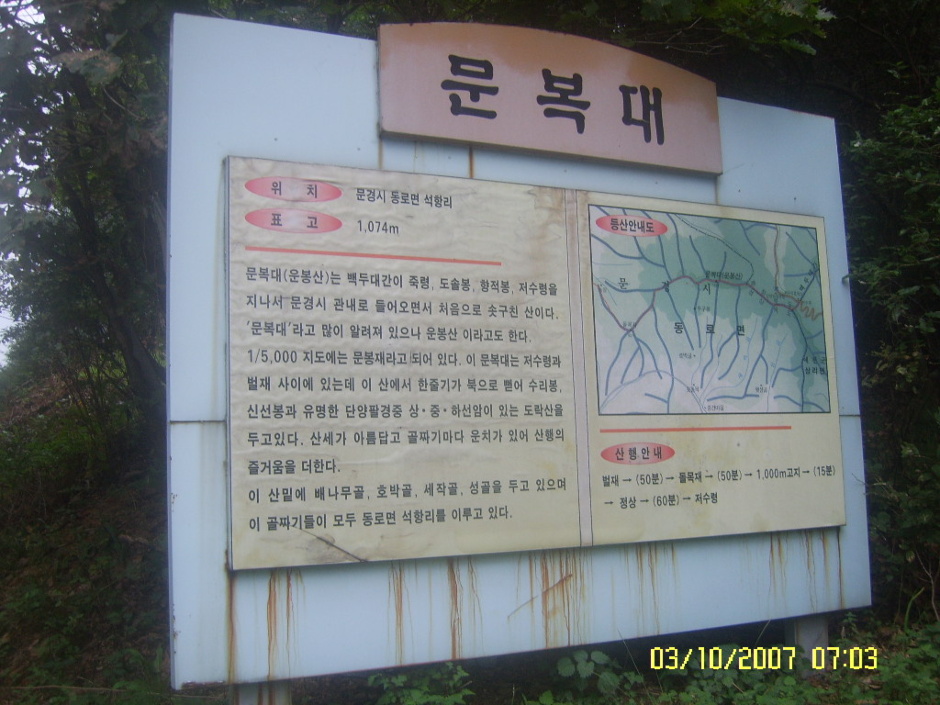 문복대
위 치 문경시 동로면 석항리
표 고 1,074m
문복대(운봉산)는 백두대간이 죽령, 도솔봉, 향적봉, 저수령을
지나서 문경시 관내로 들어오면서 처음으로 솟구친 산이다.
'문복대'라고 많이 알려져 있으나 운봉산 이라고도 한다.
1/5,000 지도에는 문봉재라고 되어 있다. 이 문복대는 저수령과
벌재 사이에 있는데 이 산에서 한줄기가 북으로 뻗어 수리봉,
신선봉과 유명한 단양팔경중 상·중·하선암이 있는 도락산을
두고있다. 산세가 아름답고 골짜기마다 운치가 있어 산행의
즐거움을 더한다.
이 산밑에 배나무골, 호박골, 세작골, 성골을 두고 있으며
이 골짜기들이 모두 동로면 석항리를 이루고 있다.
등산안내도
문 경 시
동 로 면
산행안내
벌재 → (50분) → 돌목재 → (50분) → 1,000m고지 → (15분)
→ 정상 → (60분) → 저수령
03/10/2007 07:03